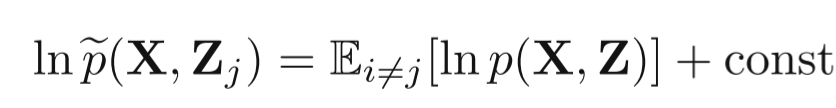 ln p̃(X, Z_j) = 𝔼_{i≠j}[ln p(X, Z)] + const